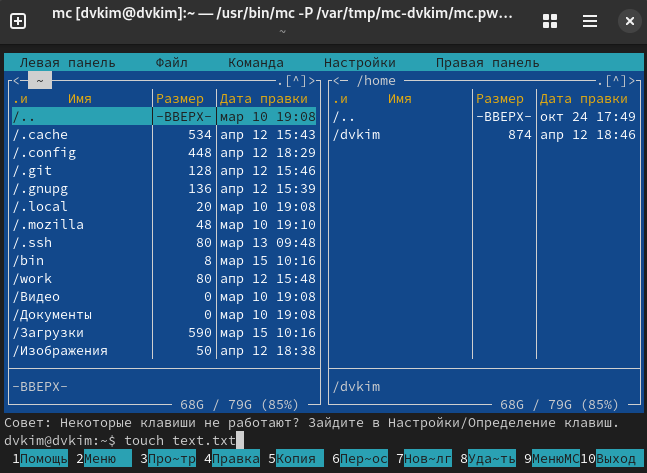 mc [dvkim@dvkim]:~ — /usr/bin/mc -P /var/tmp/mc-dvkim/mc.pw…
~
Левая панель Файл Команда Настройки Правая панель
<— ~ .[^]> <— /home .[^]>
.и Имя Размер Дата правки .и Имя Размер Дата правки
/.. -ВВЕРХ- мар 10 19:08 /.. -ВВЕРХ- окт 24 17:49
/.cache 534 апр 12 15:43 /dvkim 874 апр 12 18:46
/.config 448 апр 12 18:29
/.git 128 апр 12 15:46
/.gnupg 136 апр 12 15:39
/.local 20 мар 10 19:08
/.mozilla 48 мар 10 19:10
/.ssh 80 мар 13 09:48
/bin 8 мар 15 10:16
/work 80 апр 12 15:48
/Видео 0 мар 10 19:08
/Документы 0 мар 10 19:08
/Загрузки 590 мар 15 10:16
/Изображения 50 апр 12 18:38
-ВВЕРХ- /dvkim
68G / 79G (85%) 68G / 79G (85%)
Совет: Некоторые клавиши не работают? Зайдите в Настройки/Определение клавиш.
dvkim@dvkim:~$ touch text.txt
1Помощь 2Меню 3Про~тр 4Правка 5Копия 6Пер~ос 7Нов~лг 8Уда~ть 9МенюMC 10Выход